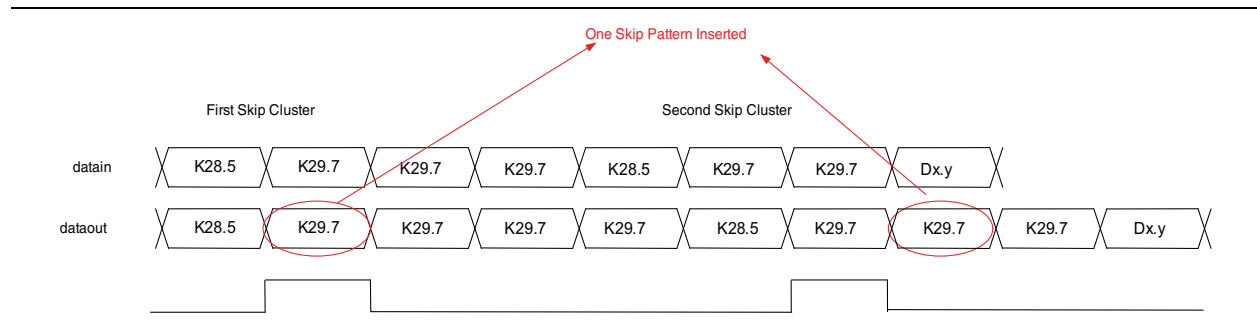 One Skip Pattern Inserted
First Skip Cluster Second Skip Cluster
datain K28.5 K29.7 K29.7 K29.7 K28.5 K29.7 K29.7 Dx.y
dataout K28.5 K29.7 K29.7 K29.7 K29.7 K28.5 K29.7 K29.7 K29.7 Dx.y